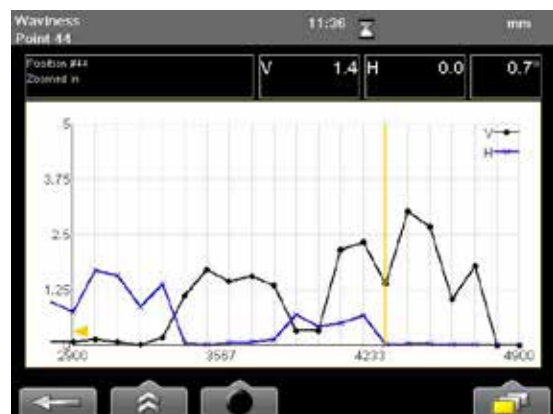 Waviness 11:36 mm
Point 44
Position #44
Zoomed in
V 1.4 H 0.0 0.7°
5
V
H
3.75
2.5
1.25
2900 3567 4233 4900